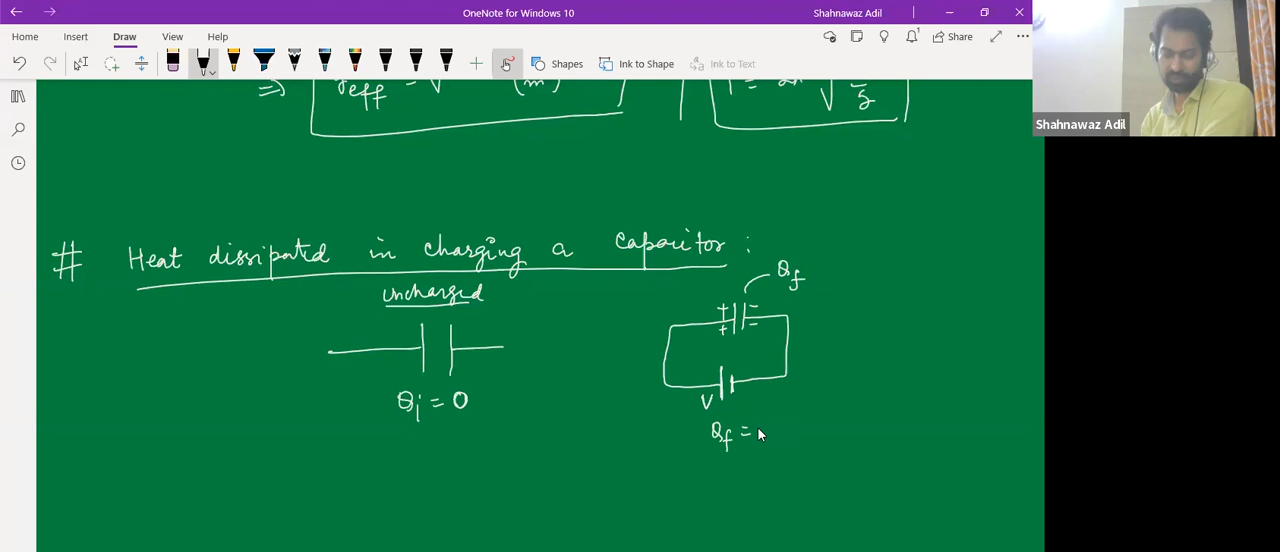 OneNote for Windows 10
Shahnawaz Adil
Home Insert Draw View Help
Share
Shapes Ink to Shape Ink to Text
Shahnawaz Adil
# Heat dissipated in charging a capacitor :
uncharged
Qf
+ −
+ −
Qi = 0
V
Qf =